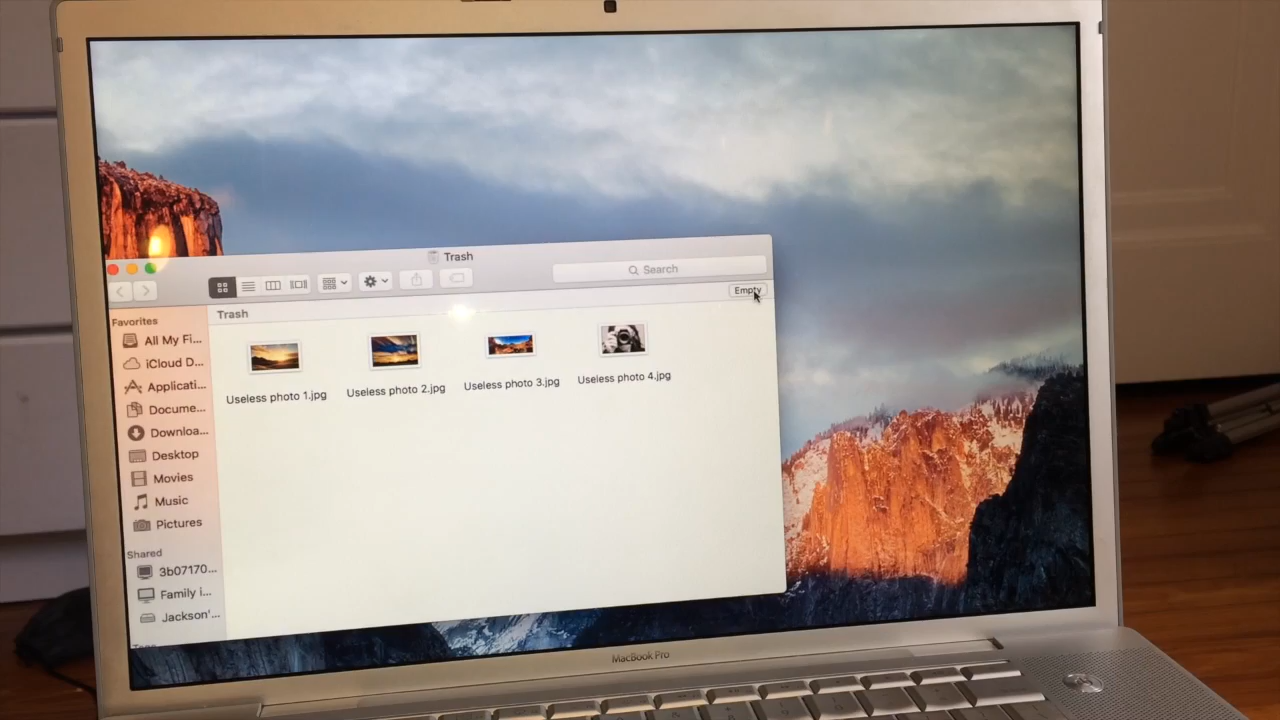 Trash
Search
Empty
Trash
Favorites
All My Fi...
iCloud D...
Applicati...
Docume...
Downloa...
Desktop
Movies
Music
Pictures
Shared
3b07170...
Family i...
Jackson'...
Useless photo 1.jpg
Useless photo 2.jpg
Useless photo 3.jpg
Useless photo 4.jpg
MacBook Pro